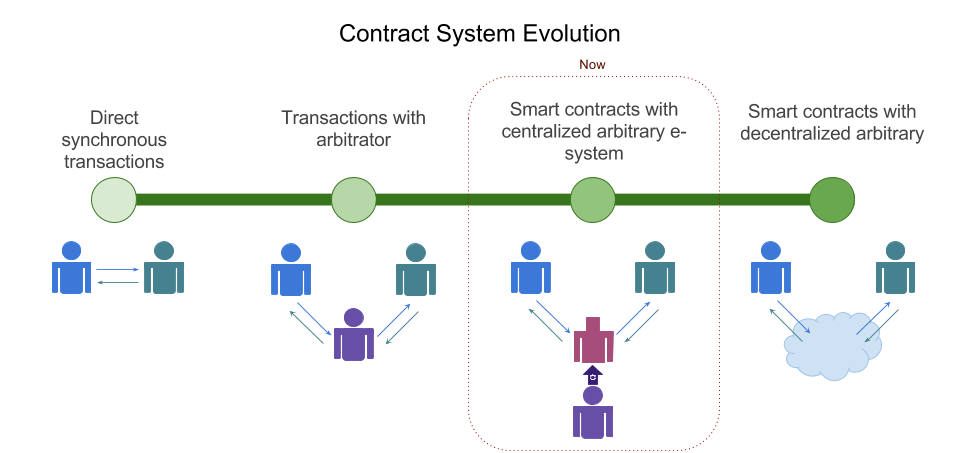 Contract System Evolution
Now
Direct
synchronous
transactions
Transactions with
arbitrator
Smart contracts with
centralized arbitrary e-
system
Smart contracts with
decentralized arbitrary